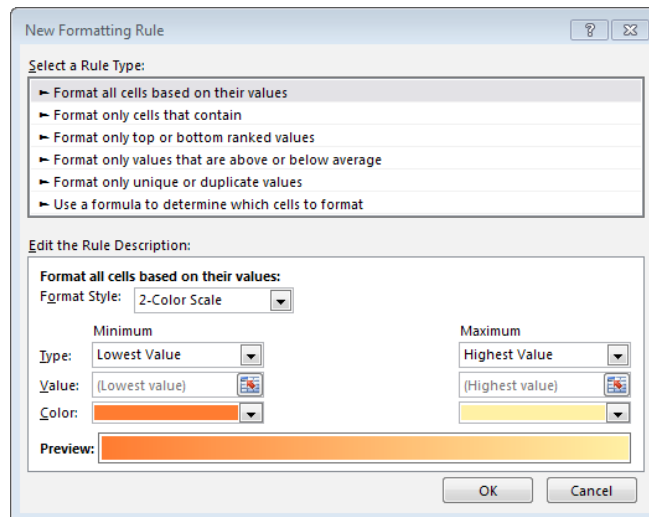 New Formatting Rule
Select a Rule Type:
► Format all cells based on their values
► Format only cells that contain
► Format only top or bottom ranked values
► Format only values that are above or below average
► Format only unique or duplicate values
► Use a formula to determine which cells to format
Edit the Rule Description:
Format all cells based on their values:
Format Style: 2-Color Scale
Minimum Maximum
Type: Lowest Value Highest Value
Value: (Lowest value) (Highest value)
Color:
Preview:
OK Cancel